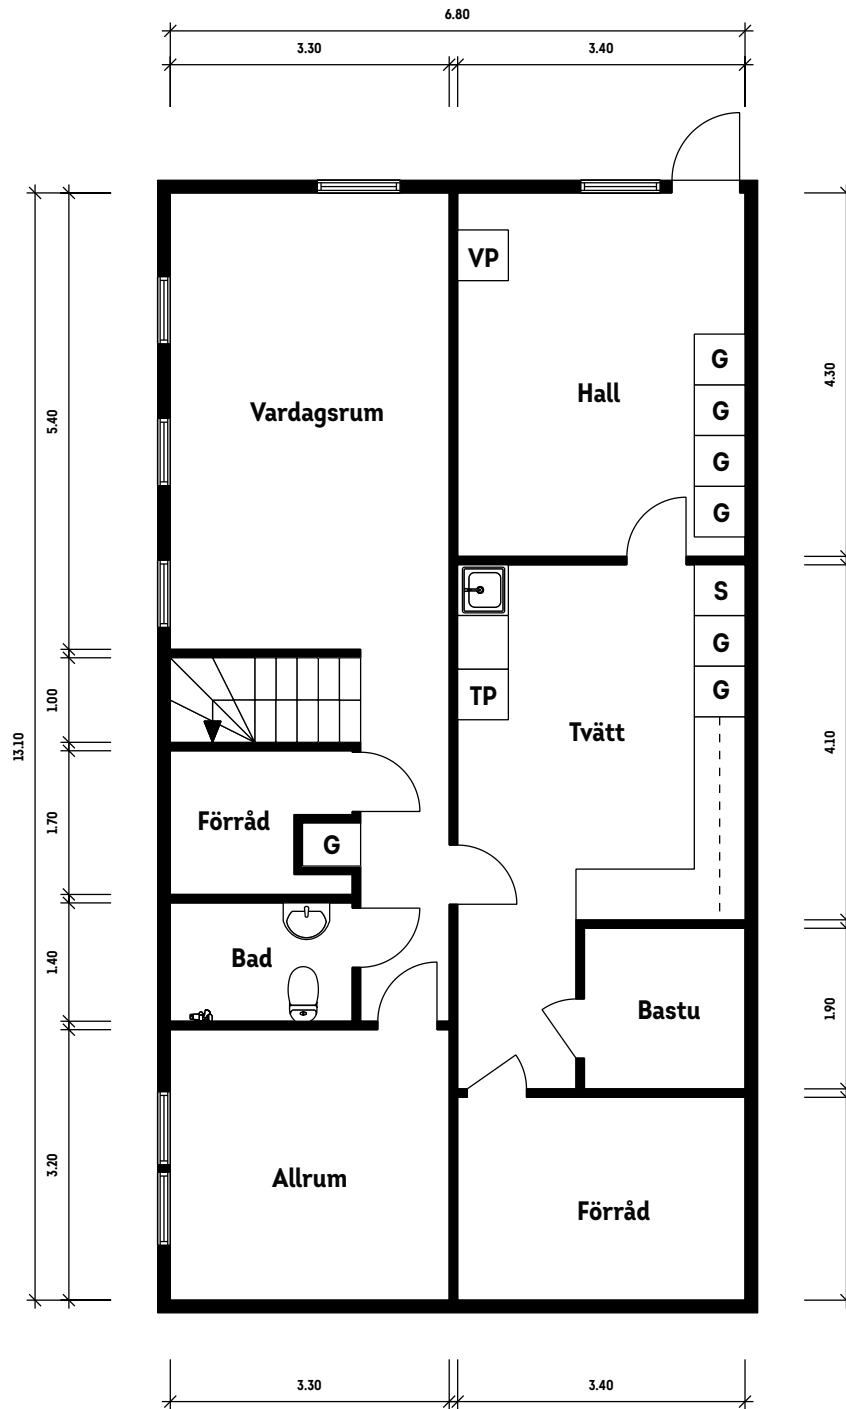 6.80
3.30
3.40
VP
G
4.30
Hall
Vardagsrum
G
5.40
G
G
S
G
TP
G
1.00
Tvätt
13.10
4.10
Förråd
1.70
G
Bad
1.40
Bastu
1.90
3.20
Allrum
Förråd
3.30
3.40